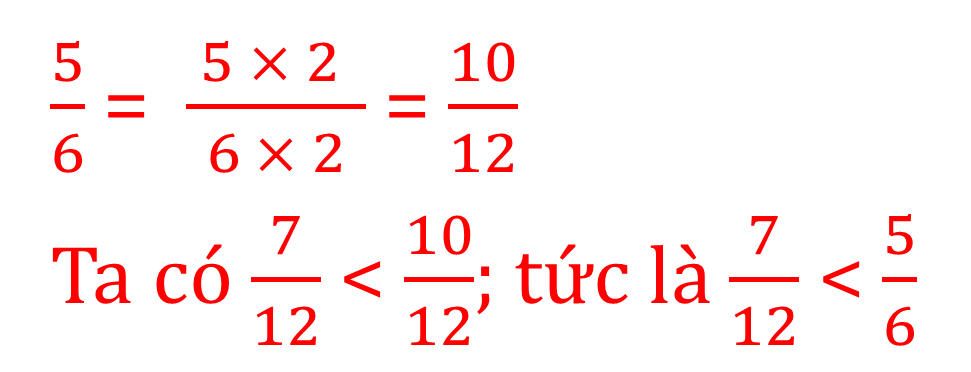 5/6 = (5 × 2)/(6 × 2) = 10/12
Ta có 7/12 < 10/12; tức là 7/12 < 5/6